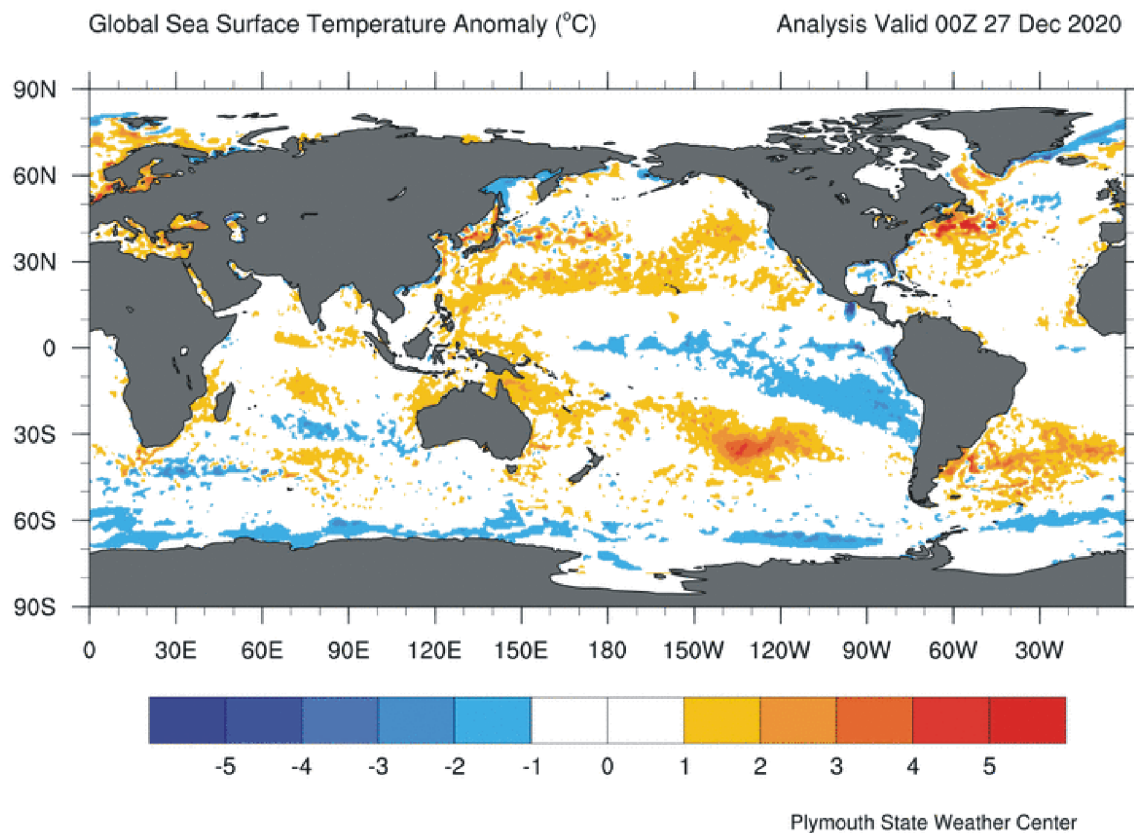 Global Sea Surface Temperature Anomaly (°C) Analysis Valid 00Z 27 Dec 2020
90N
60N
30N
0
30S
60S
90S
0 30E 60E 90E 120E 150E 180 150W 120W 90W 60W 30W
-5 -4 -3 -2 -1 0 1 2 3 4 5
Plymouth State Weather Center